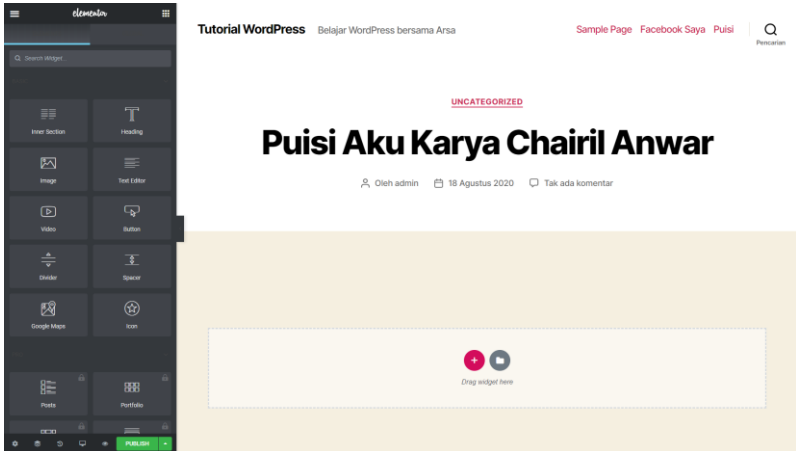 elementor
Search Widget...
Inner Section
Heading
Image
Text Editor
Video
Button
Divider
Spacer
Google Maps
Icon
Posts
Portfolio
PUBLISH
Tutorial WordPress Belajar WordPress bersama Arsa
Sample Page Facebook Saya Puisi
Pencarian
UNCATEGORIZED
Puisi Aku Karya Chairil Anwar
Oleh admin 18 Agustus 2020 Tak ada komentar
Drag widget here